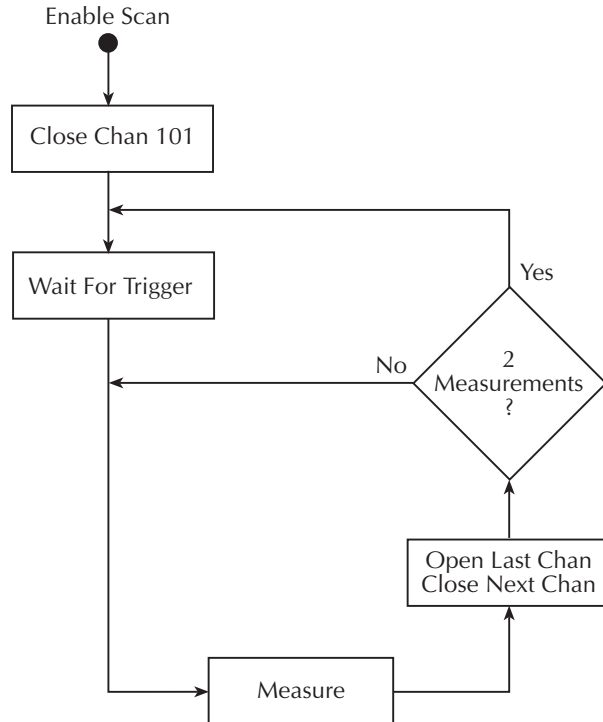 Enable Scan
Close Chan 101
Wait For Trigger
Yes
No
2
Measurements
?
Open Last Chan
Close Next Chan
Measure